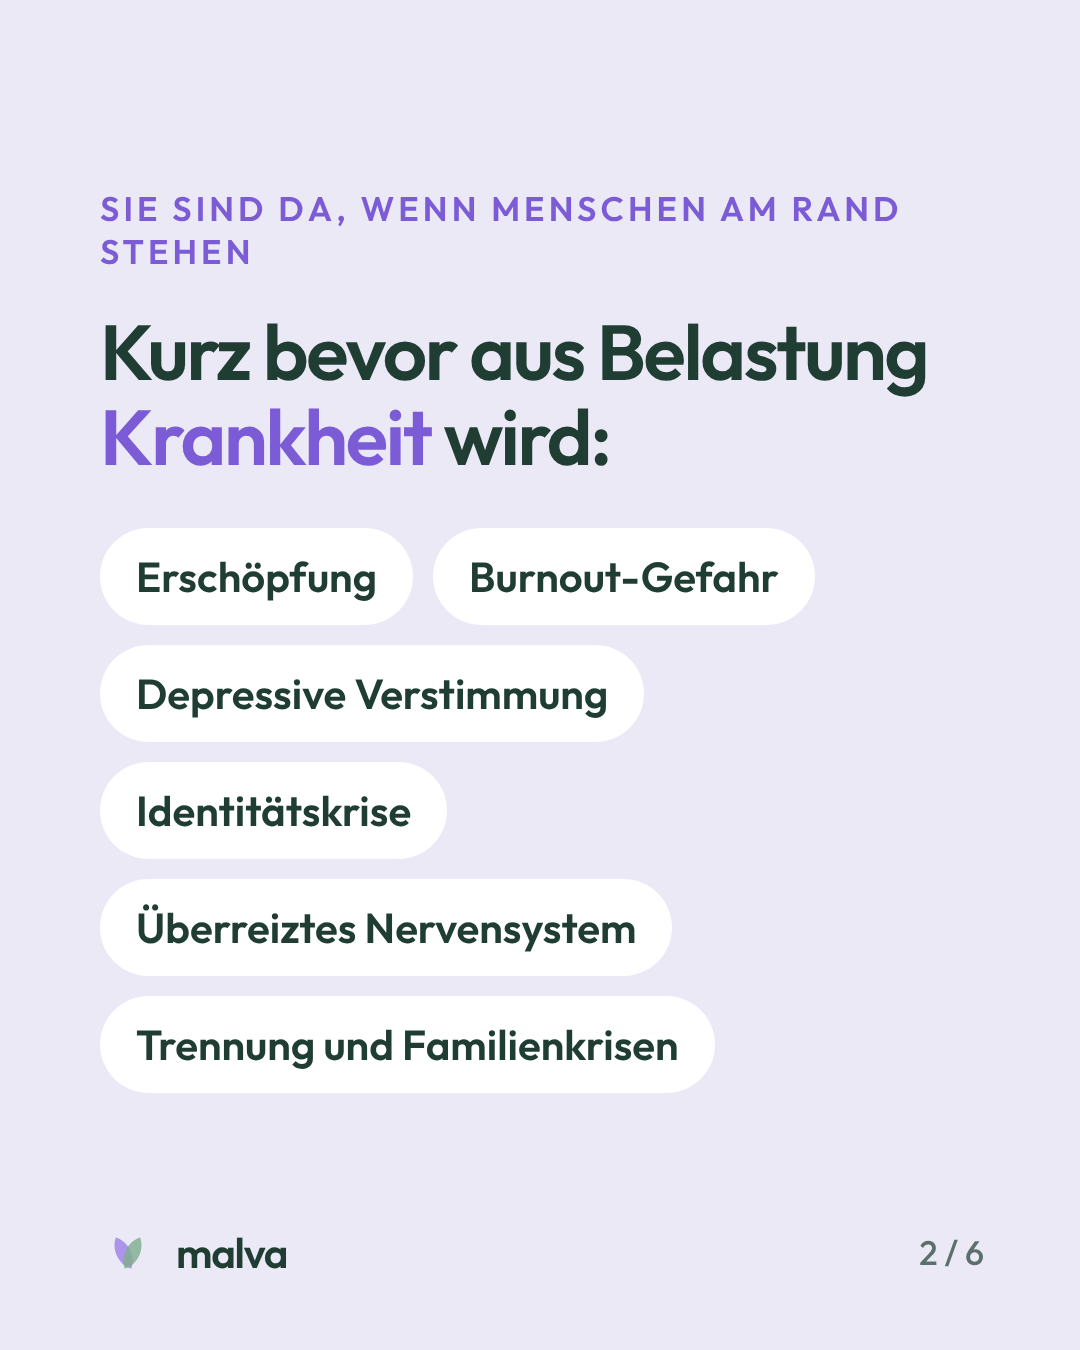 SIE SIND DA, WENN MENSCHEN AM RAND
STEHEN
Kurz bevor aus Belastung
Krankheit wird:
Erschöpfung
Burnout-Gefahr
Depressive Verstimmung
Identitätskrise
Überreiztes Nervensystem
Trennung und Familienkrisen
malva
2 / 6